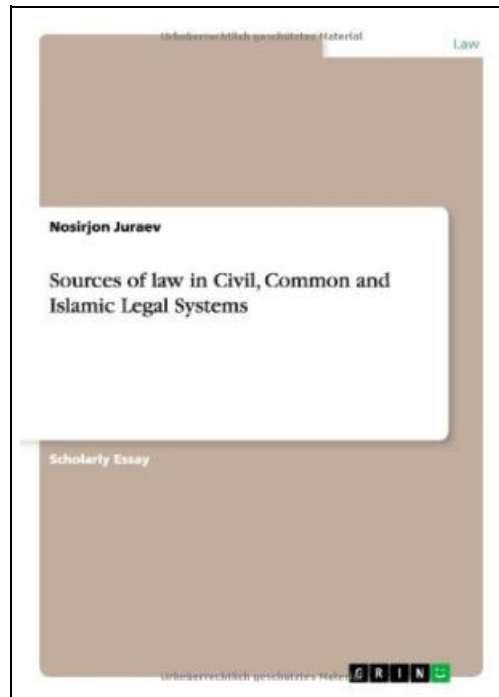 Urheberrechtlich geschütztes Material
Law
Nosirjon Juraev
Sources of law in Civil, Common and
Islamic Legal Systems
Scholarly Essay
Urheberrechtlich geschütztes Mater
GRIN